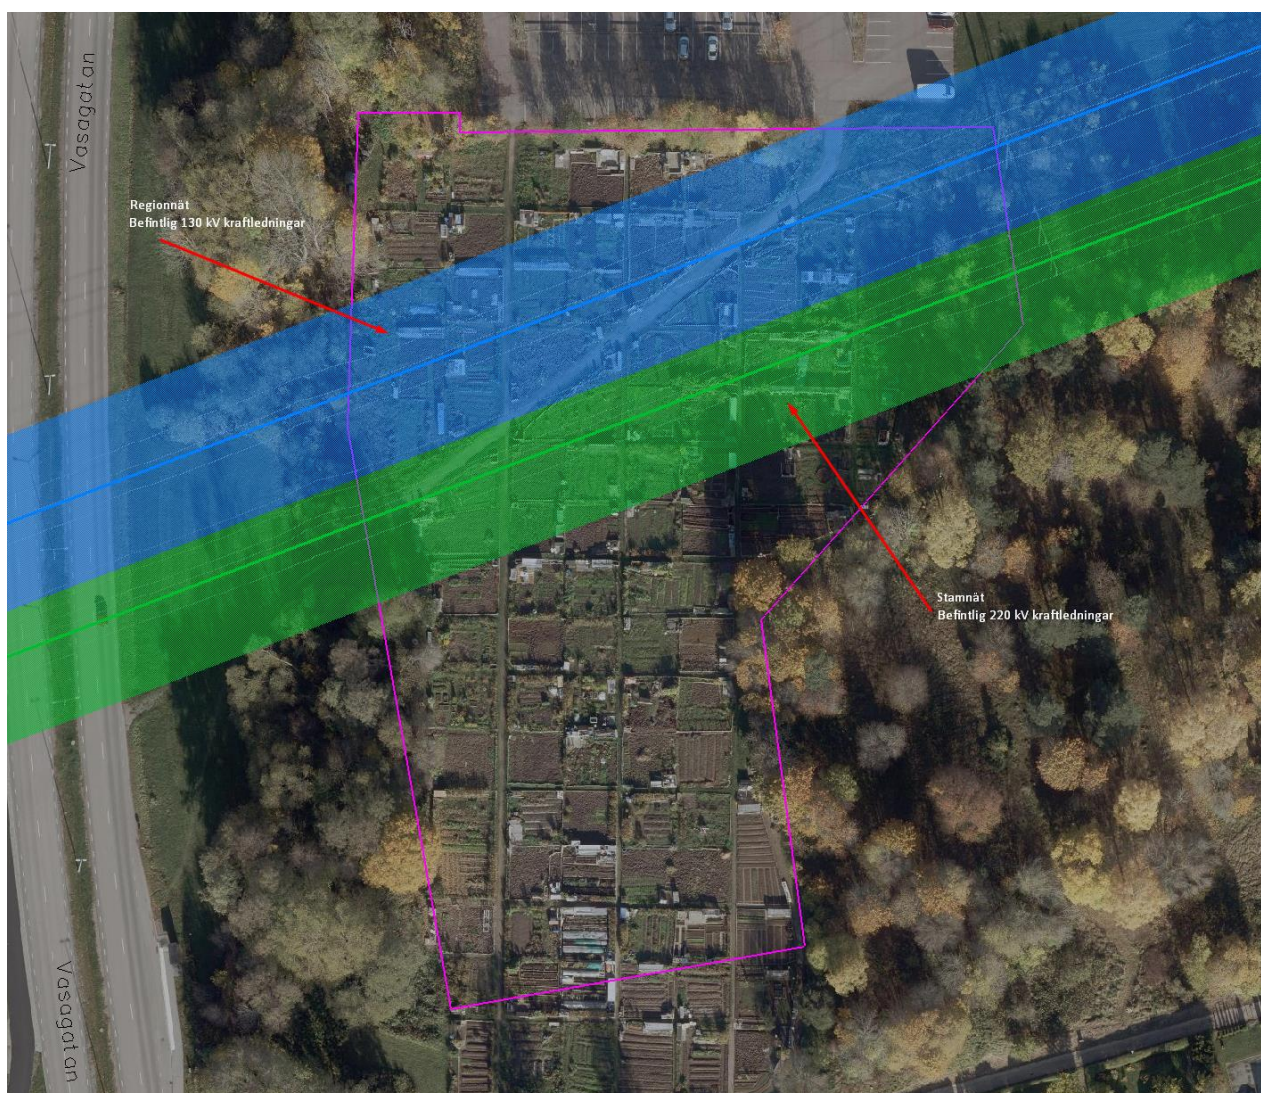 Vasagatan
Regionnät
Befintlig 130 kV kraftledningar
Stamnät
Befintlig 220 kV kraftledningar
Vasagatan